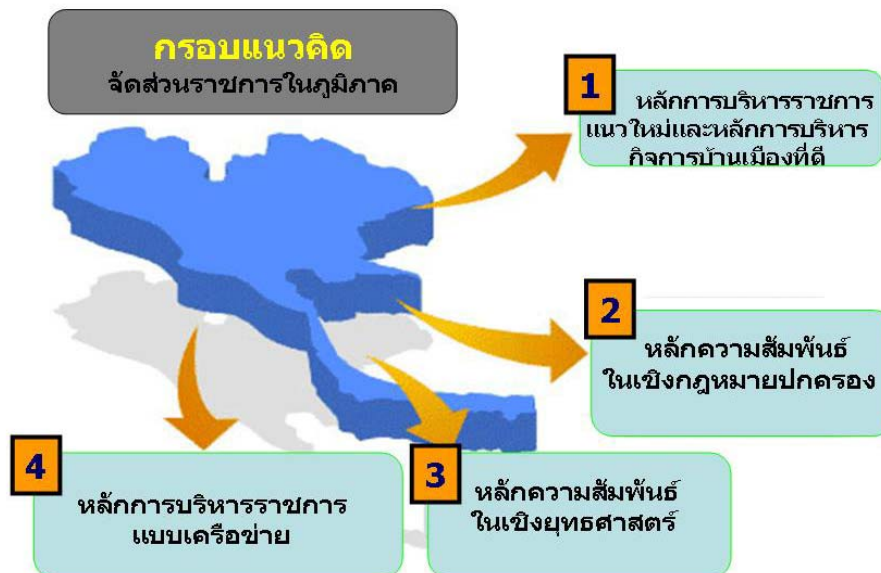 กรอบแนวคิด
จัดส่วนราชการในภูมิภาค
1
หลักการบริหารราชการ
แนวใหม่และหลักการบริหาร
กิจการบ้านเมืองที่ดี
2
หลักความสัมพันธ์
ในเชิงกฎหมายปกครอง
3
หลักความสัมพันธ์
ในเชิงยุทธศาสตร์
4
หลักการบริหารราชการ
แบบเครือข่าย